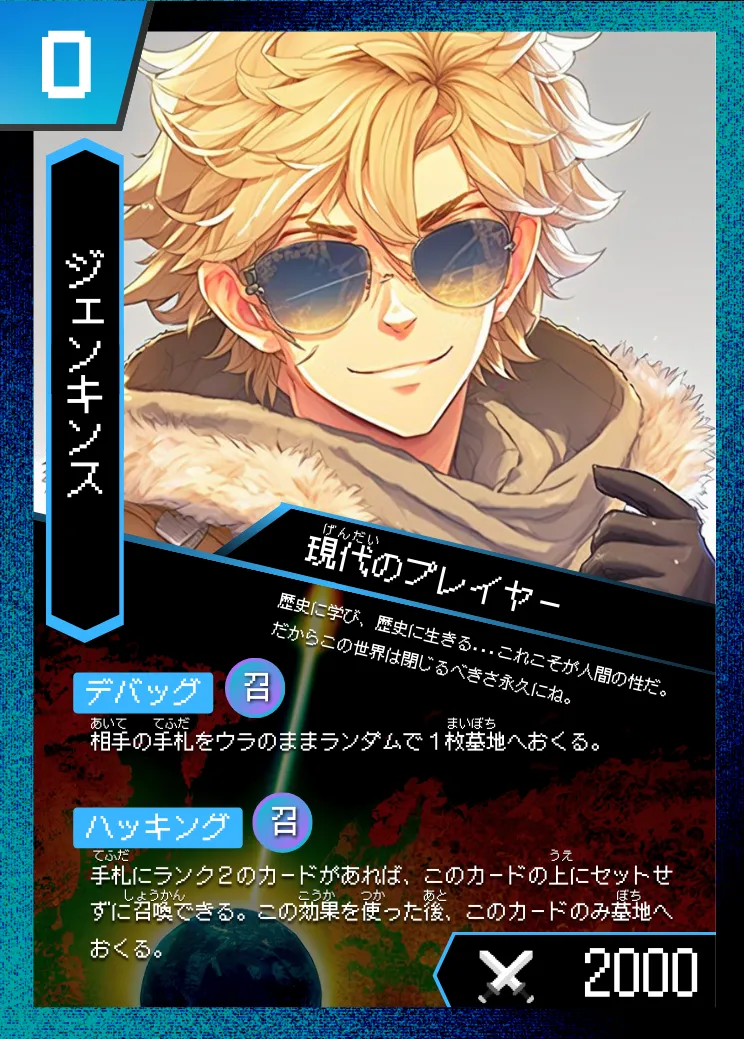 0
ジェンキンス
げんだい
現代のプレイヤー
歴史に学び、歴史に生きる...これこそが人間の性だ。
だからこの世界は閉じるべきさ永久にね。
デバッグ 召
あいて てふだ まいぼち
相手の手札をウラのままランダムで1枚墓地へおくる。
ハッキング 召
てふだ うえ
手札にランク2のカードがあれば、このカードの上にセットせ
しょうかん こうか つか あと ぼち
ずに召喚できる。この効果を使った後、このカードのみ墓地へ
おくる。
2000